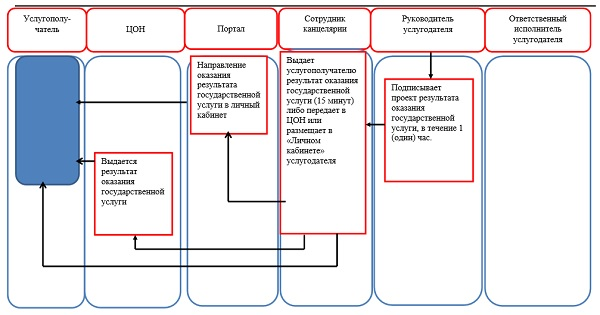 Услугополу-
чатель
ЦОН
Портал
Сотрудник
канцелярии
Руководитель
услугодателя
Ответственный
исполнитель
услугодателя
Направление
оказания
результата
государственной
услуги в личный
кабинет
Выдает
услугополучателю
результат оказания
государственной
услуги (15 минут)
либо передает в
ЦОН или
размещает в
«Личном
кабинете»
услугодателя
Подписывает
проект результата
оказания
государственной
услуги, в течение 1
(один) час.
Выдается
результат
оказания
государственной
услуги